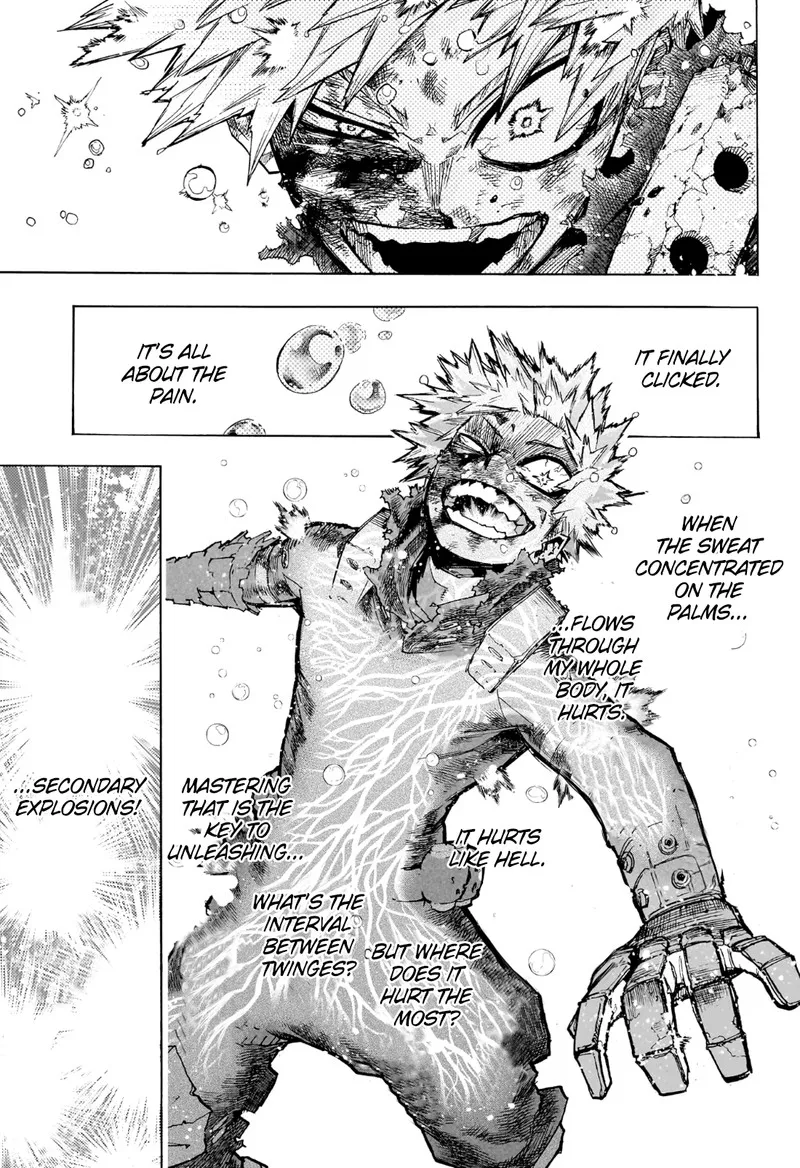 IT FINALLY
CLICKED.
IT'S ALL
ABOUT THE
PAIN.
WHEN
THE SWEAT
CONCENTRATED
ON THE
PALMS...
...FLOWS
THROUGH
MY WHOLE
BODY, IT
HURTS.
IT HURTS
LIKE HELL.
BUT WHERE
DOES IT
HURT THE
MOST?
WHAT'S THE
INTERVAL
BETWEEN
TWINGES?
MASTERING
THAT IS THE
KEY TO
UNLEASHING...
...SECONDARY
EXPLOSIONS!